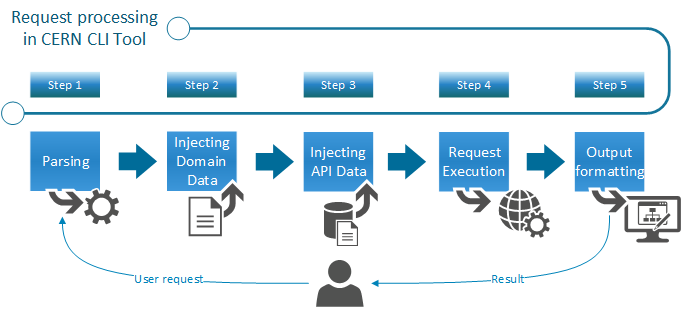 Request processing
in CERN CLI Tool
Step 1
Step 2
Step 3
Step 4
Step 5
Parsing
Injecting
Domain
Data
Injecting
API Data
Request
Execution
Output
formatting
User request
Result